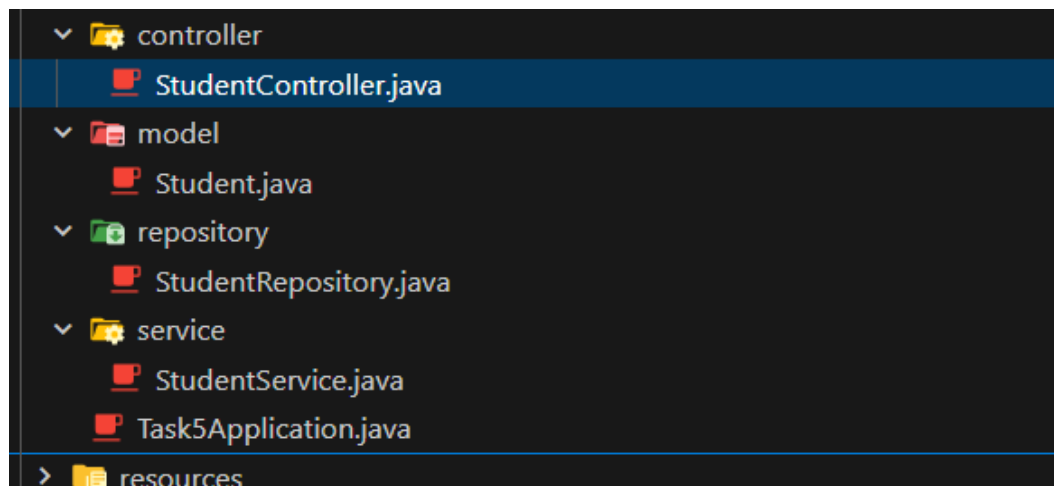 controller
StudentController.java
model
Student.java
repository
StudentRepository.java
service
StudentService.java
Task5Application.java
resources